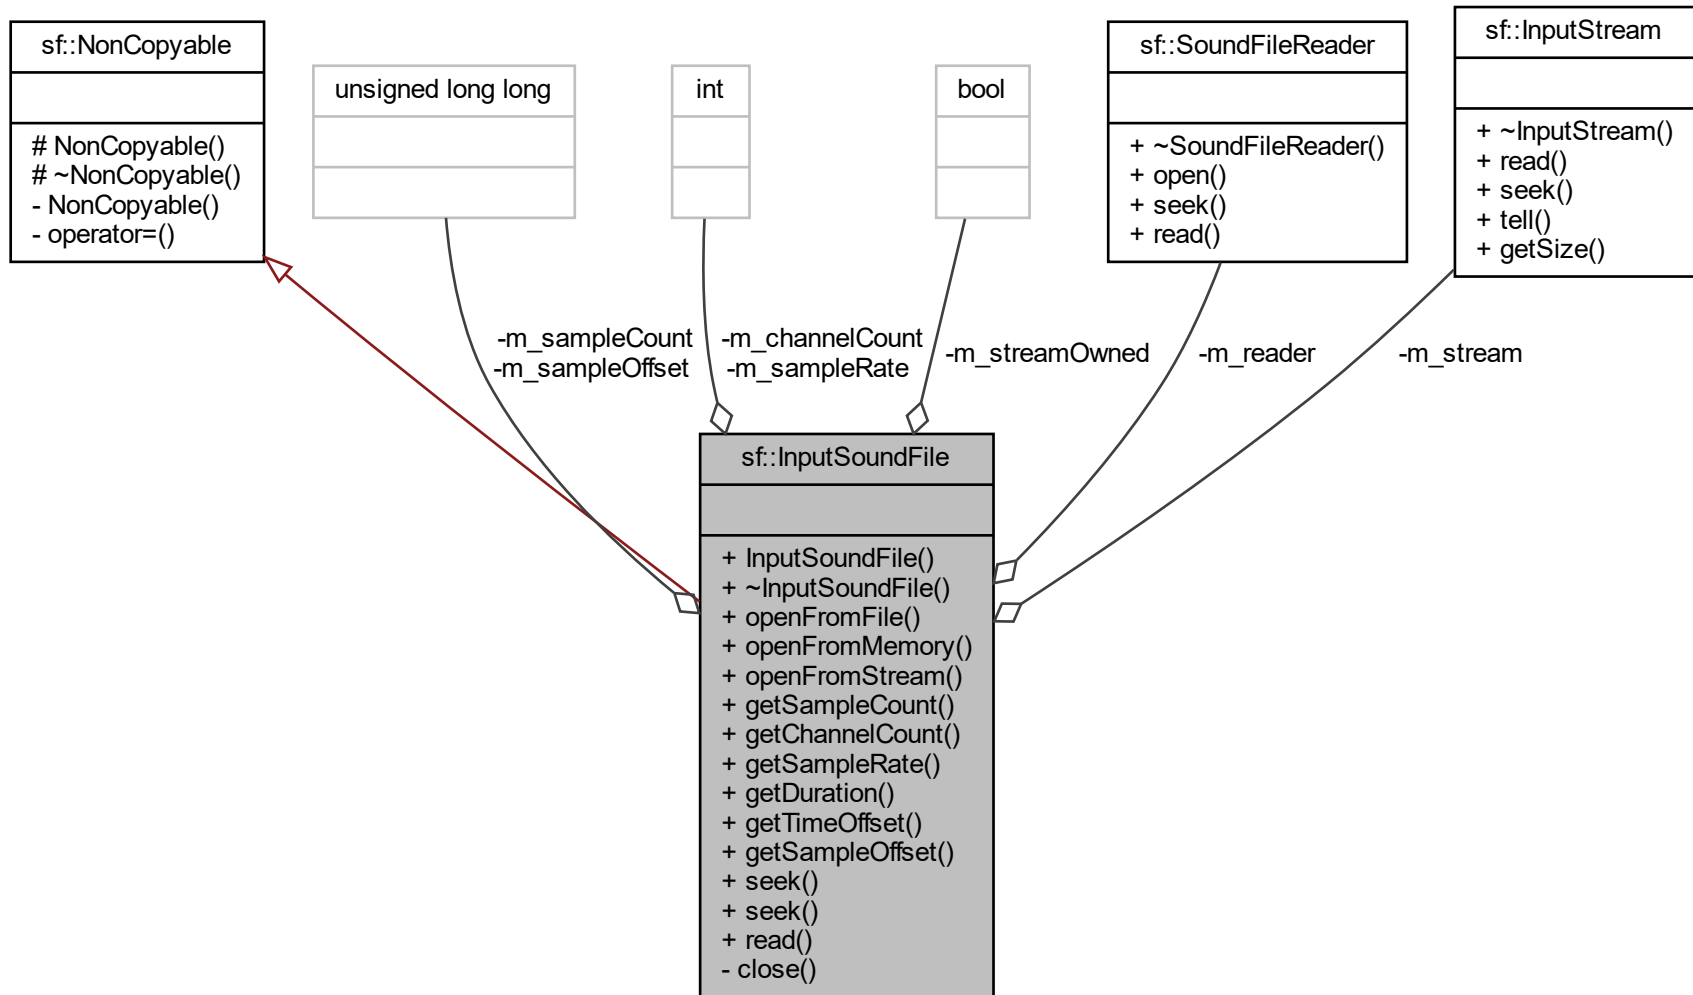 sf::NonCopyable
# NonCopyable()
# ~NonCopyable()
- NonCopyable()
- operator=()
unsigned long long
int
bool
sf::SoundFileReader
+ ~SoundFileReader()
+ open()
+ seek()
+ read()
sf::InputStream
+ ~InputStream()
+ read()
+ seek()
+ tell()
+ getSize()
-m_sampleCount
-m_sampleOffset
-m_channelCount
-m_sampleRate
-m_streamOwned
-m_reader
-m_stream
sf::InputSoundFile
+ InputSoundFile()
+ ~InputSoundFile()
+ openFromFile()
+ openFromMemory()
+ openFromStream()
+ getSampleCount()
+ getChannelCount()
+ getSampleRate()
+ getDuration()
+ getTimeOffset()
+ getSampleOffset()
+ seek()
+ seek()
+ read()
- close()